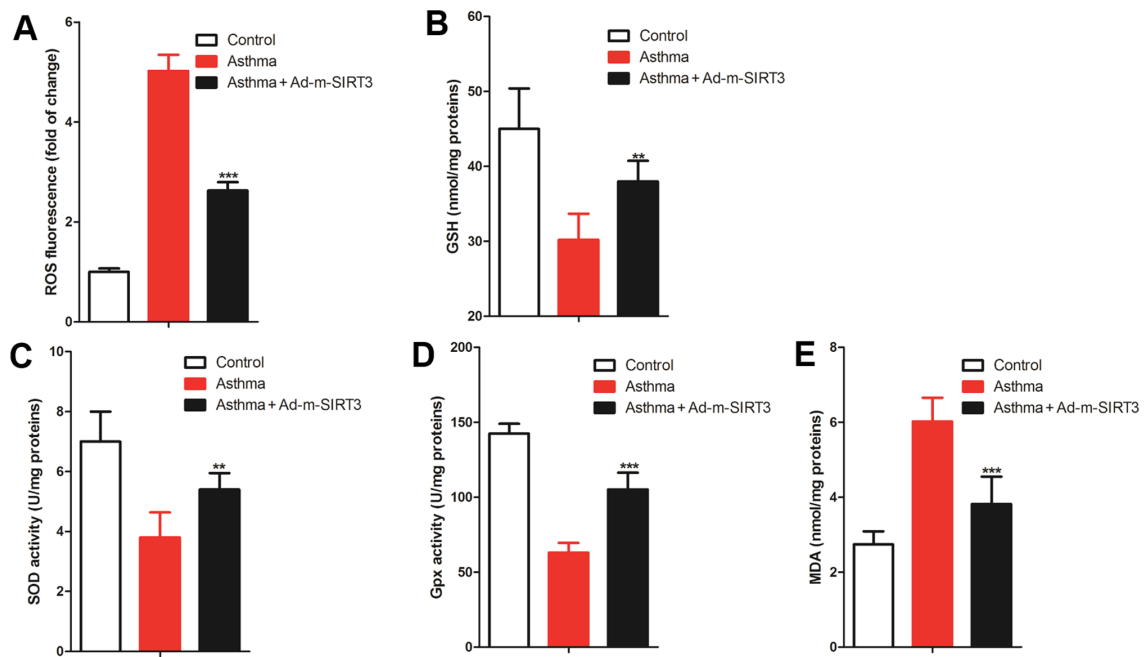 A
ROS fluorescence (fold of change)
6
4
2
0
Control
Asthma
Asthma + Ad-m-SIRT3
***
B
GSH (nmol/mg proteins)
60
50
40
30
20
Control
Asthma
Asthma + Ad-m-SIRT3
**
C
SOD activity (U/mg proteins)
10
8
6
4
2
0
Control
Asthma
Asthma + Ad-m-SIRT3
**
D
Gpx activity (U/mg proteins)
200
150
100
50
0
Control
Asthma
Asthma + Ad-m-SIRT3
***
E
MDA (nmol/mg proteins)
8
6
4
2
0
Control
Asthma
Asthma + Ad-m-SIRT3
***